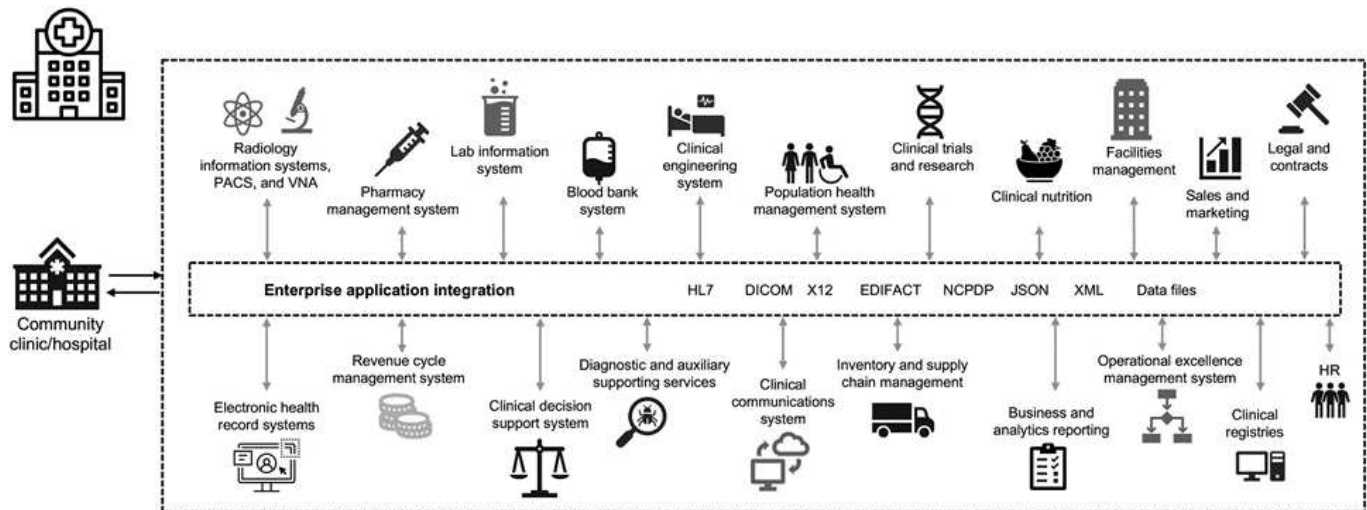 Radiology
information systems,
PACS, and VNA
Pharmacy
management system
Lab information
system
Blood bank
system
Clinical
engineering system
Population health
management system
Clinical trials
and research
Clinical nutrition
Facilities
management
Sales and
marketing
Legal and
contracts
Community
clinic/hospital
Enterprise application integration HL7 DICOM X12 EDIFACT NCPDP JSON XML Data files
Electronic health
record systems
Revenue cycle
management system
Clinical decision
support system
Diagnostic and auxiliary
supporting services
Clinical
communications
system
Inventory and supply
chain management
Business and
analytics reporting
Operational excellence
management system
Clinical
registries
HR